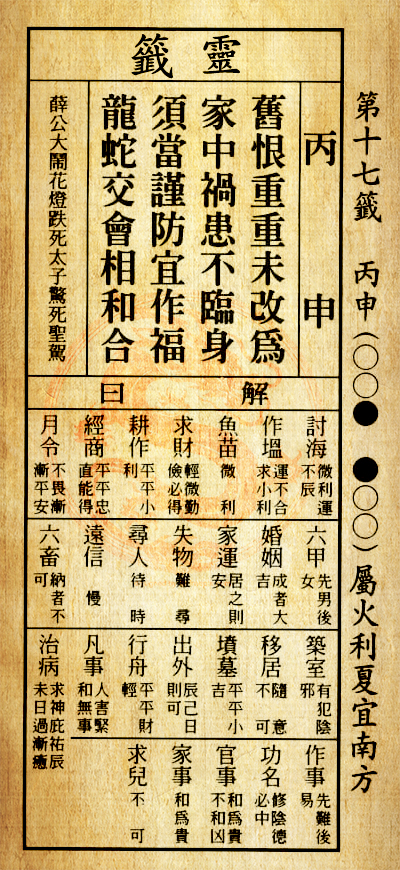 第十七籤 丙申(○○● ●○○)屬火利夏宜南方
靈籤
丙申
舊恨重重未改為
家中禍患不臨身
須當謹防宜作福
龍蛇交會相和合
薛公大鬧花燈跌死太子驚死聖駕
解曰
討海 微利運不辰
作塭 運不合求小利
魚苗 微利
求財 輕微勤儉必得
耕作 平平小利
經商 平平忠直能得
月令 不畏漸漸平安
六甲 先男後女
婚姻 成者大吉
家運 居之則安
失物 難尋
尋人 待時
遠信 慢
六畜 納者不可
築室 有犯陰邪
移居 隨意不可
墳墓 平平小吉
出外 辰己日則可
行舟 平平財輕
凡事 人害緊和無事
治病 求神庇祐辰未日過漸癒
作事 先難後易
功名 修陰德必中
官事 和為貴不和凶
家事 和為貴
求兒 不可